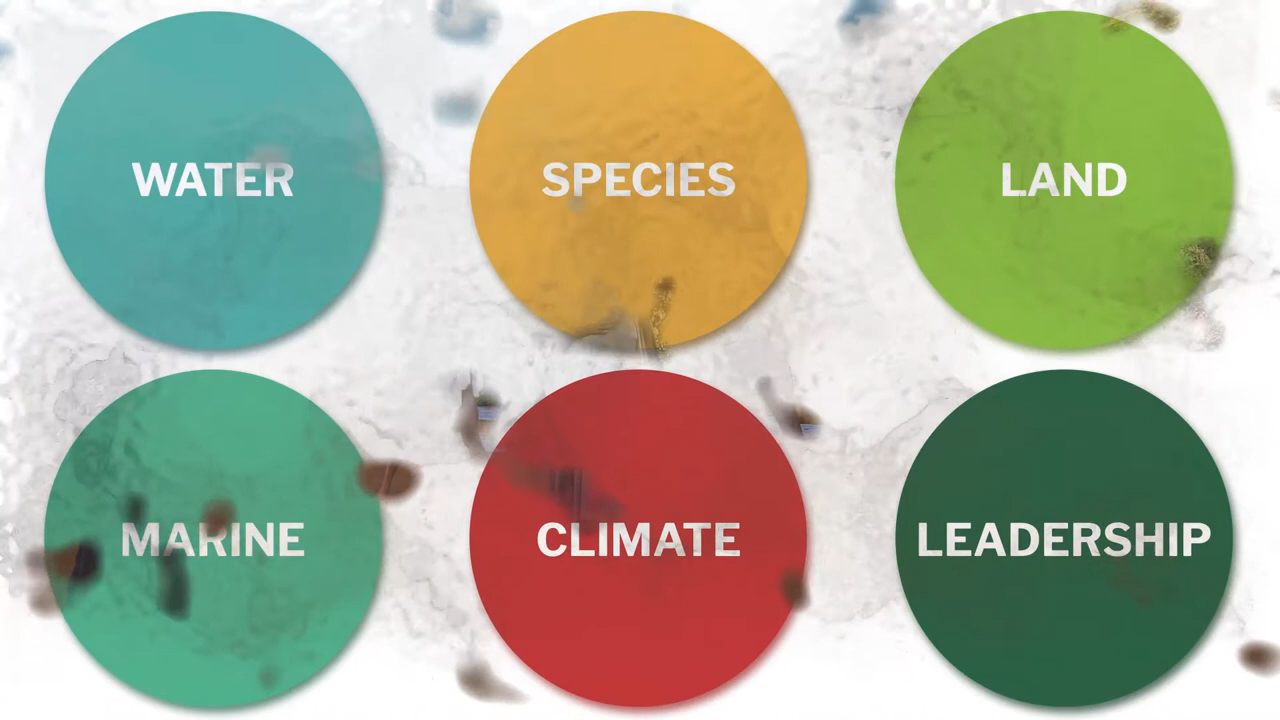 WATER
SPECIES
LAND
MARINE
CLIMATE
LEADERSHIP